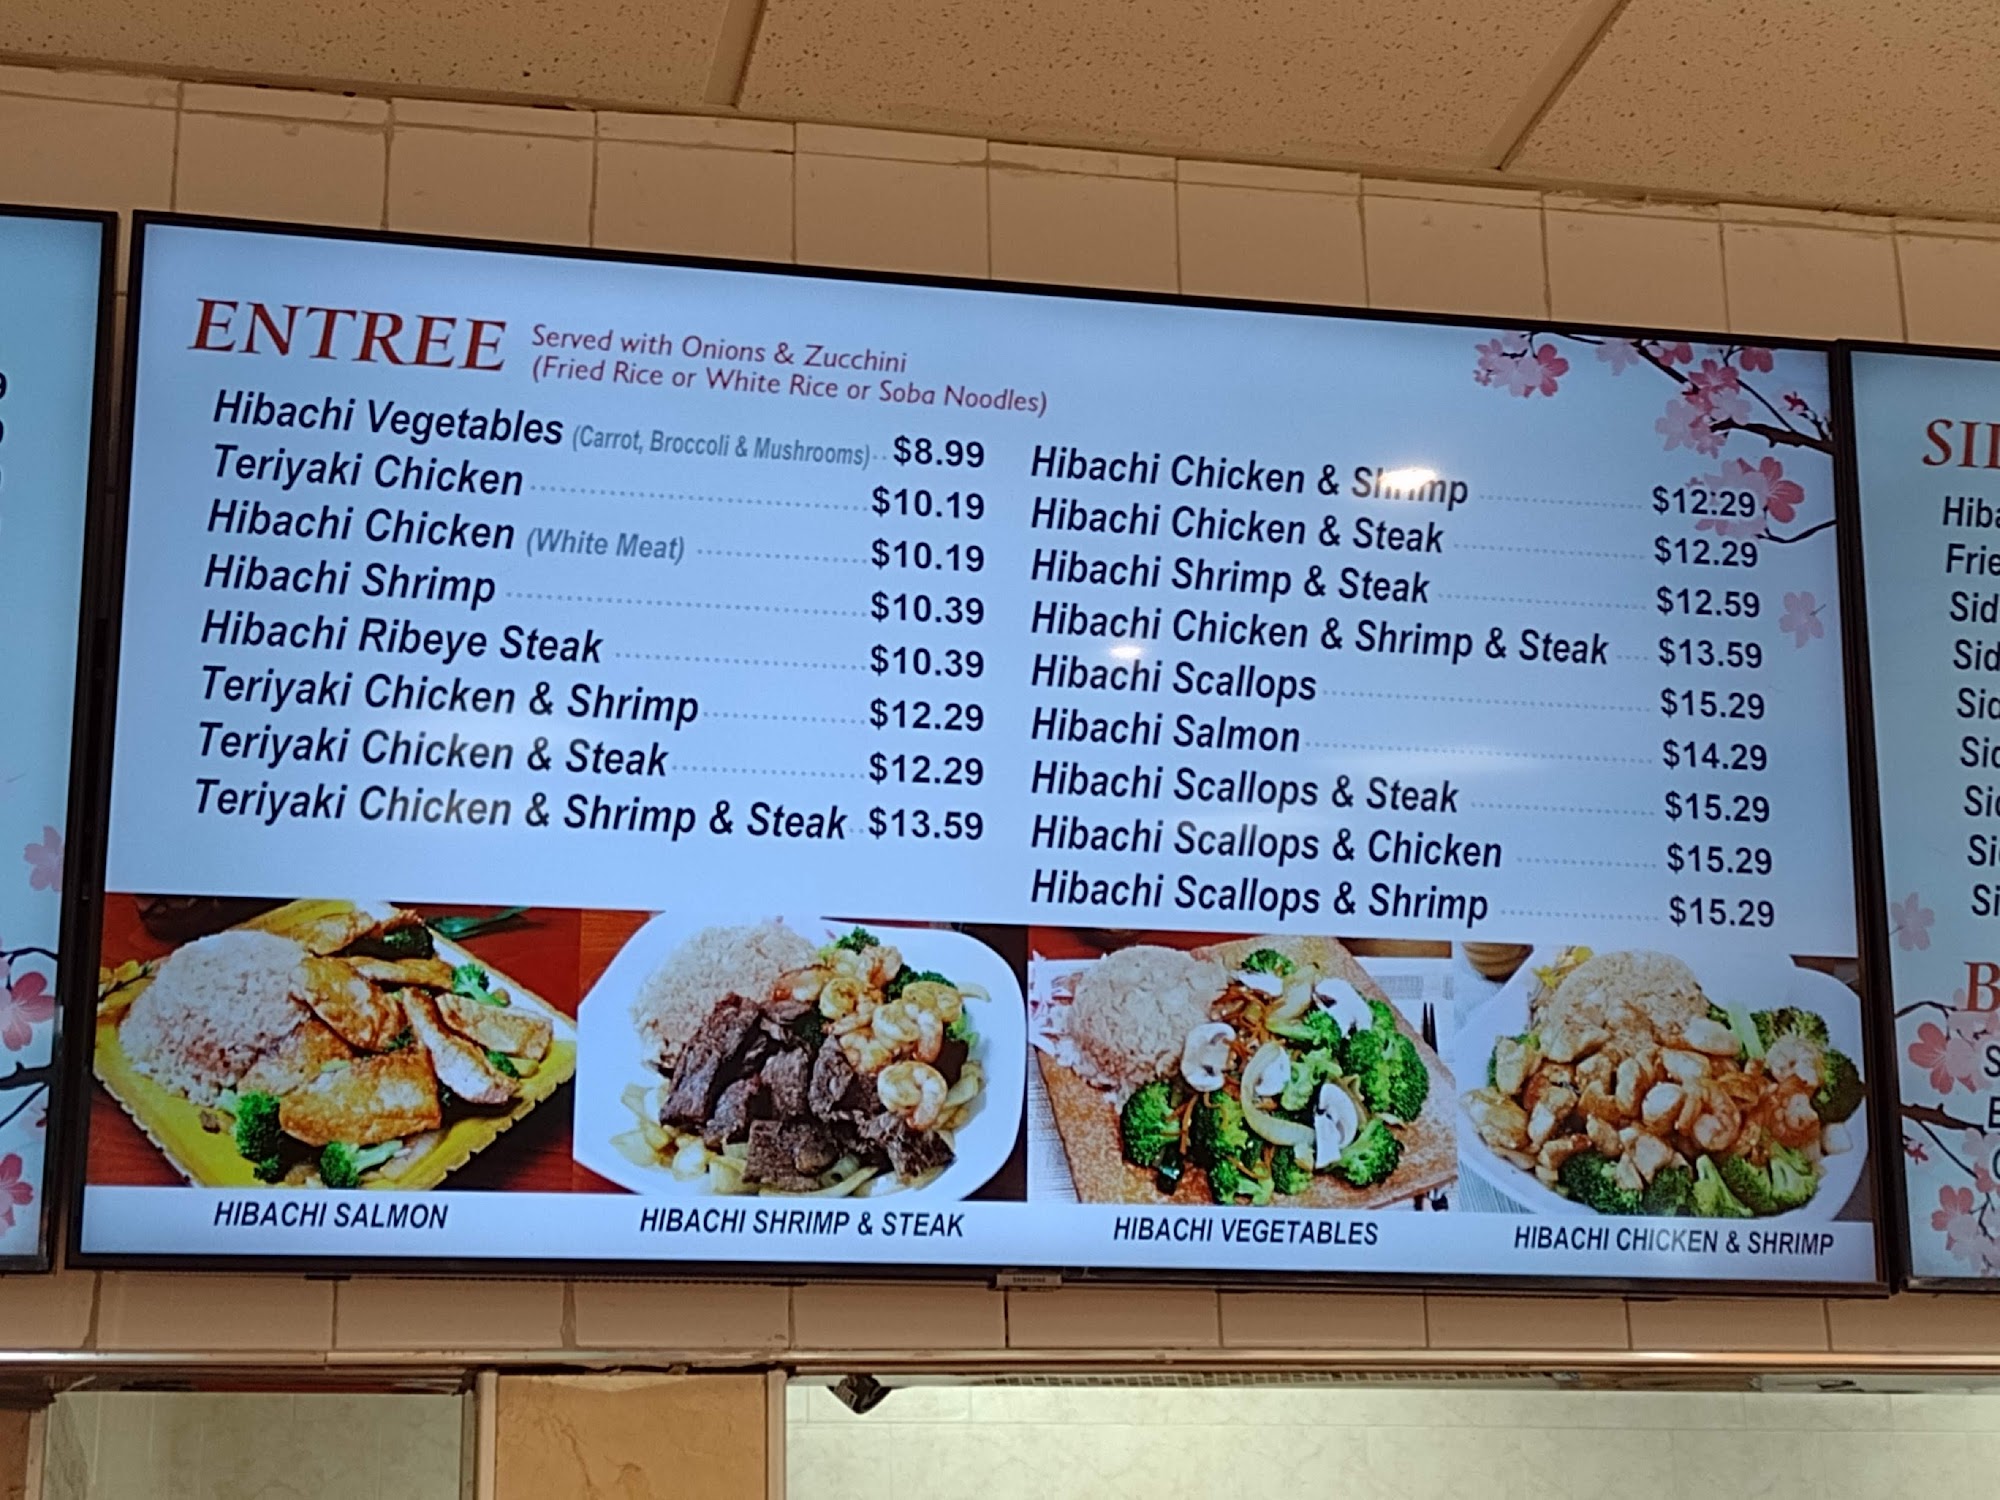 ENTREE
Served with Onions & Zucchini
(Fried Rice or White Rice or Soba Noodles)
Hibachi Vegetables (Carrot, Broccoli & Mushrooms) $8.99
Teriyaki Chicken $10.19
Hibachi Chicken (White Meat) $10.19
Hibachi Shrimp $10.39
Hibachi Ribeye Steak $10.39
Teriyaki Chicken & Shrimp $12.29
Teriyaki Chicken & Steak $12.29
Teriyaki Chicken & Shrimp & Steak $13.59
Hibachi Chicken & Shrimp $12.29
Hibachi Chicken & Steak $12.29
Hibachi Shrimp & Steak $12.59
Hibachi Chicken & Shrimp & Steak $13.59
Hibachi Scallops $15.29
Hibachi Salmon $14.29
Hibachi Scallops & Steak $15.29
Hibachi Scallops & Chicken $15.29
Hibachi Scallops & Shrimp $15.29
HIBACHI SALMON
HIBACHI SHRIMP & STEAK
HIBACHI VEGETABLES
HIBACHI CHICKEN & SHRIMP
SAMSUNG